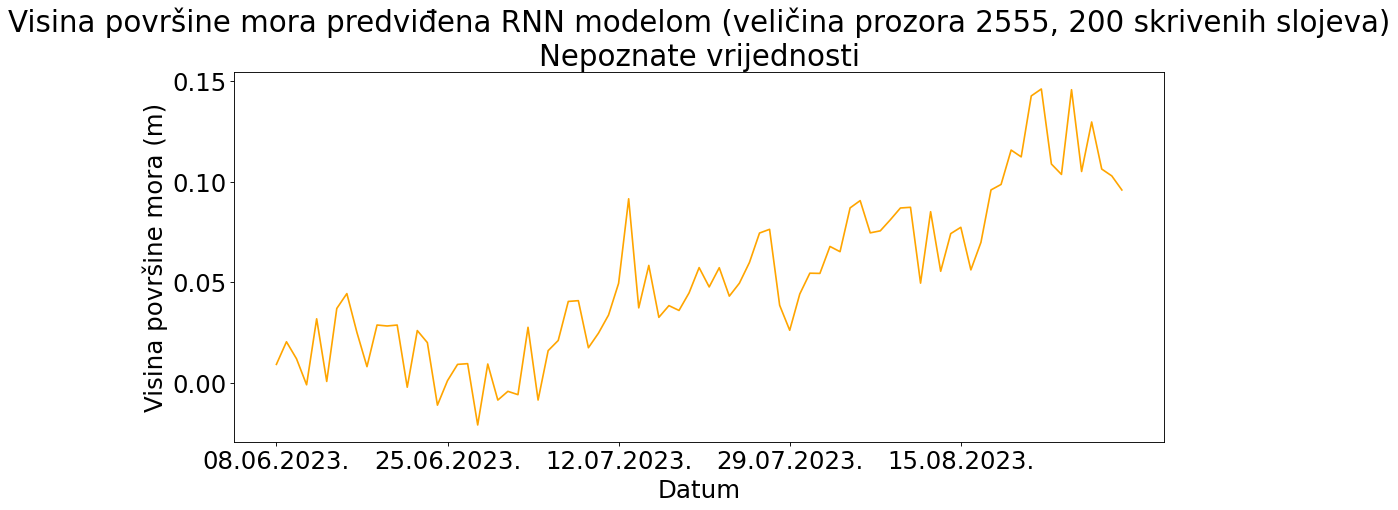 Visina površine mora predviđena RNN modelom (veličina prozora 2555, 200 skrivenih slojeva)
Nepoznate vrijednosti
Visina površine mora (m)
0.15
0.10
0.05
0.00
08.06.2023. 25.06.2023. 12.07.2023. 29.07.2023. 15.08.2023.
Datum